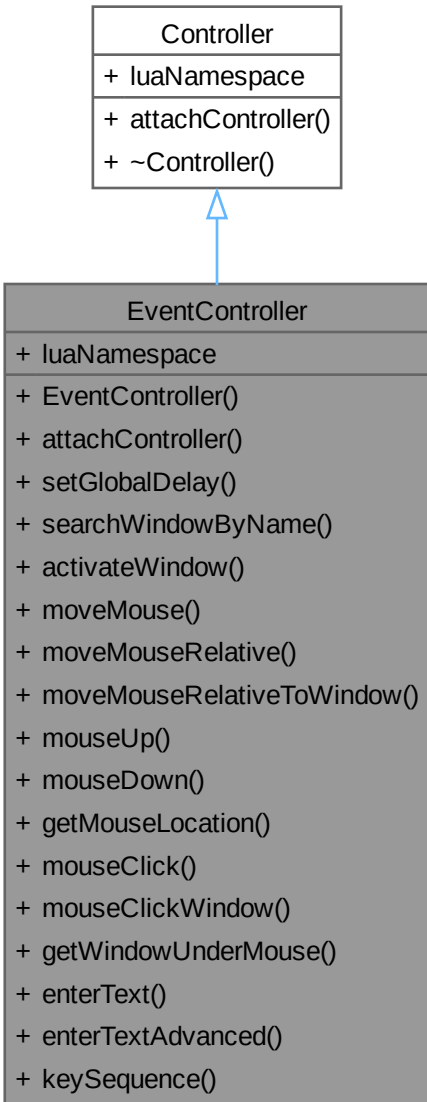 Controller
+ luaNamespace
+ attachController()
+ ~Controller()
EventController
+ luaNamespace
+ EventController()
+ attachController()
+ setGlobalDelay()
+ searchWindowByName()
+ activateWindow()
+ moveMouse()
+ moveMouseRelative()
+ moveMouseRelativeToWindow()
+ mouseUp()
+ mouseDown()
+ getMouseLocation()
+ mouseClick()
+ mouseClickWindow()
+ getWindowUnderMouse()
+ enterText()
+ enterTextAdvanced()
+ keySequence()